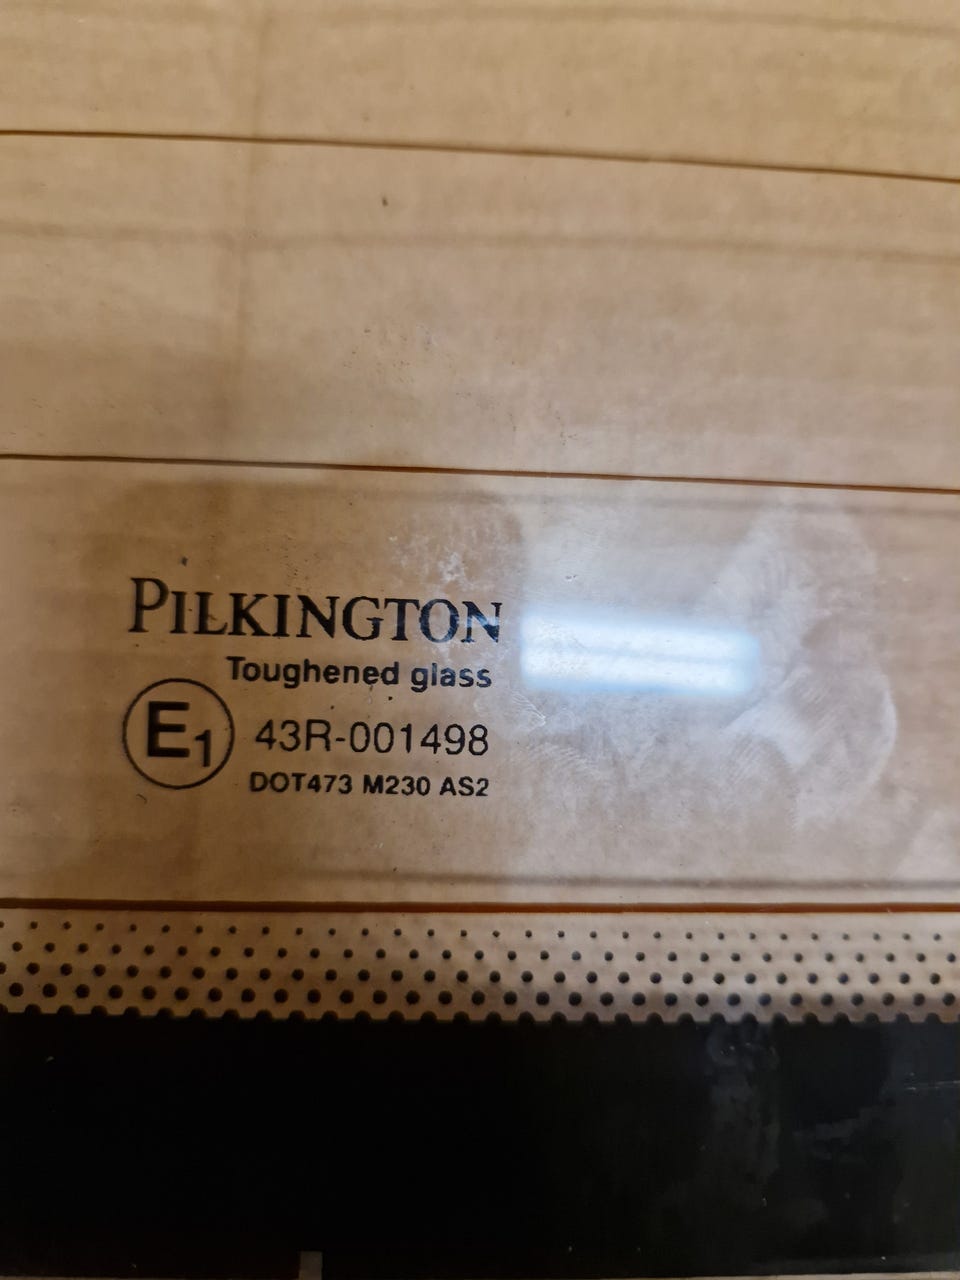 PILKINGTON
Toughened glass
E1 43R-001498
DOT473 M230 AS2